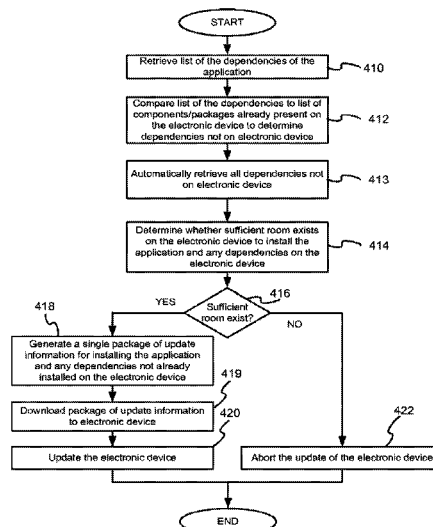 START
Retrieve list of the dependencies of the
application
410
Compare list of the dependencies to list of
components/packages already present on
the electronic device to determine
dependencies not on electronic device
412
Automatically retrieve all dependencies not
on electronic device
413
Determine whether sufficient room exists
on the electronic device to install the
application and any dependencies on the
electronic device
414
416
Sufficient
room exist?
YES
NO
418
Generate a single package of update
information for installing the application
and any dependencies not already
installed on the electronic device
419
Download package of update information
to electronic device
420
Update the electronic device
422
Abort the update of the electronic device
END